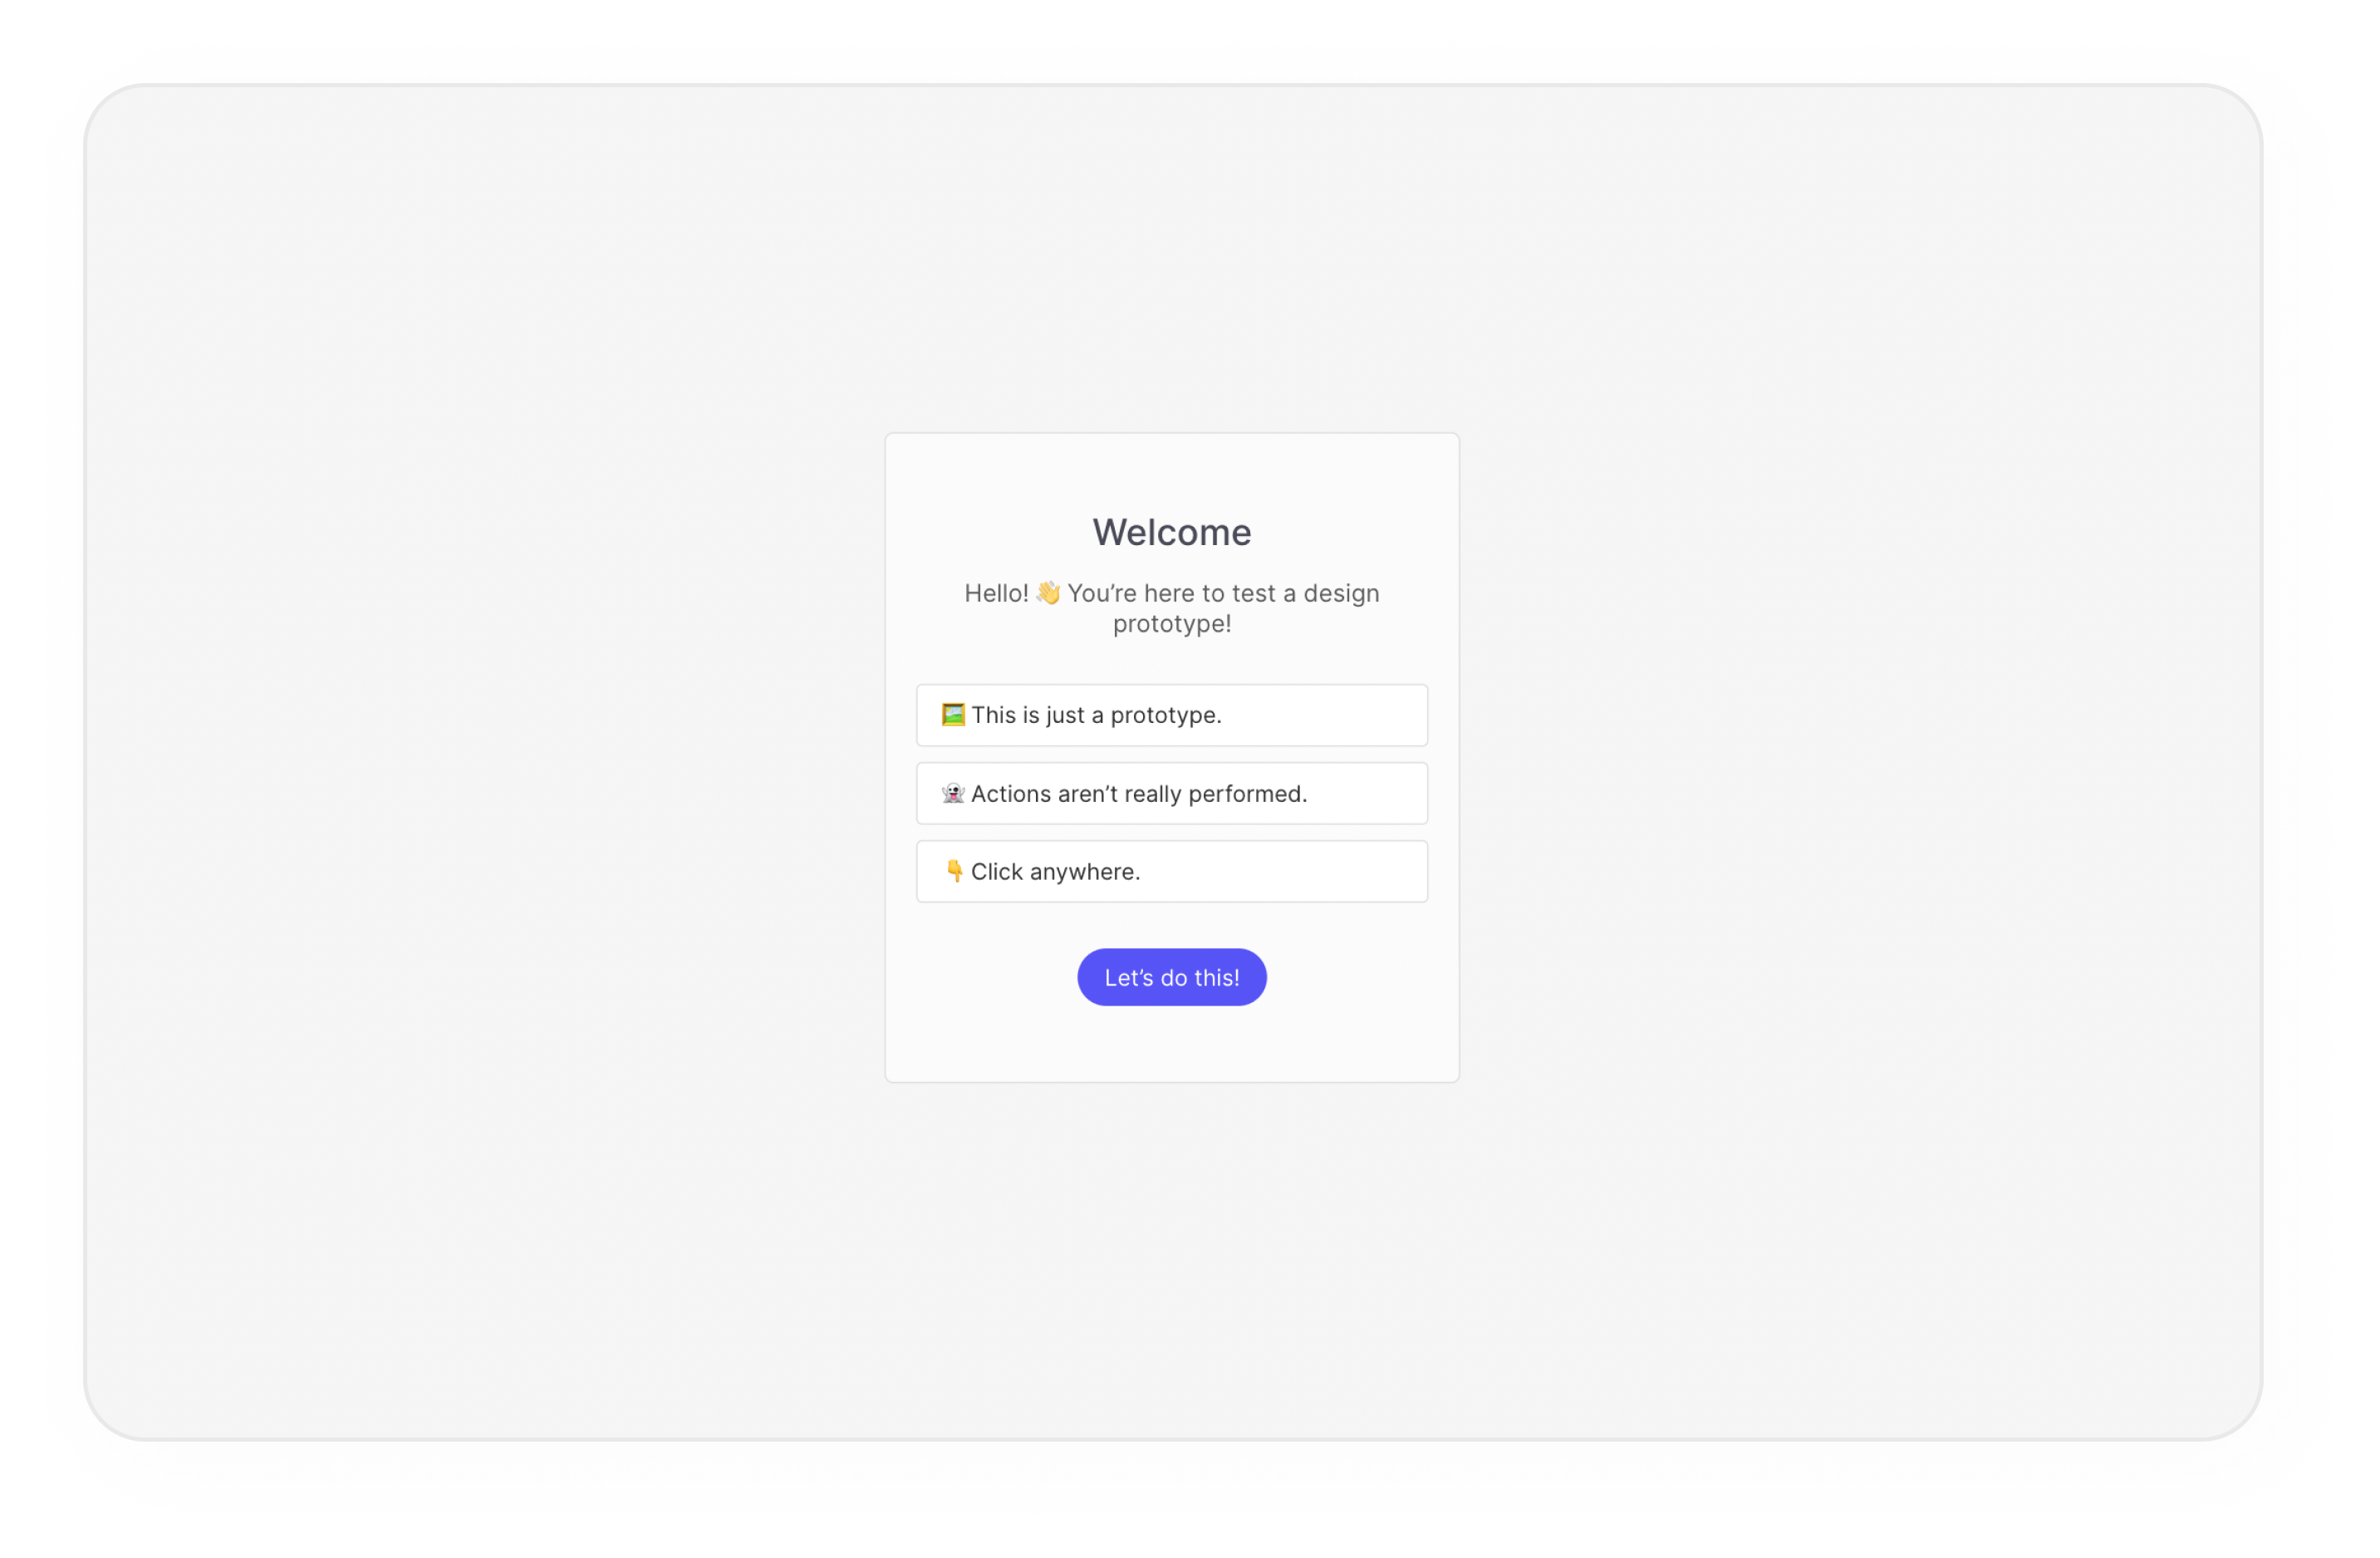 Welcome
Hello! 👋 You’re here to test a design
prototype!
🖼️ This is just a prototype.
👻 Actions aren’t really performed.
👇 Click anywhere.
Let’s do this!